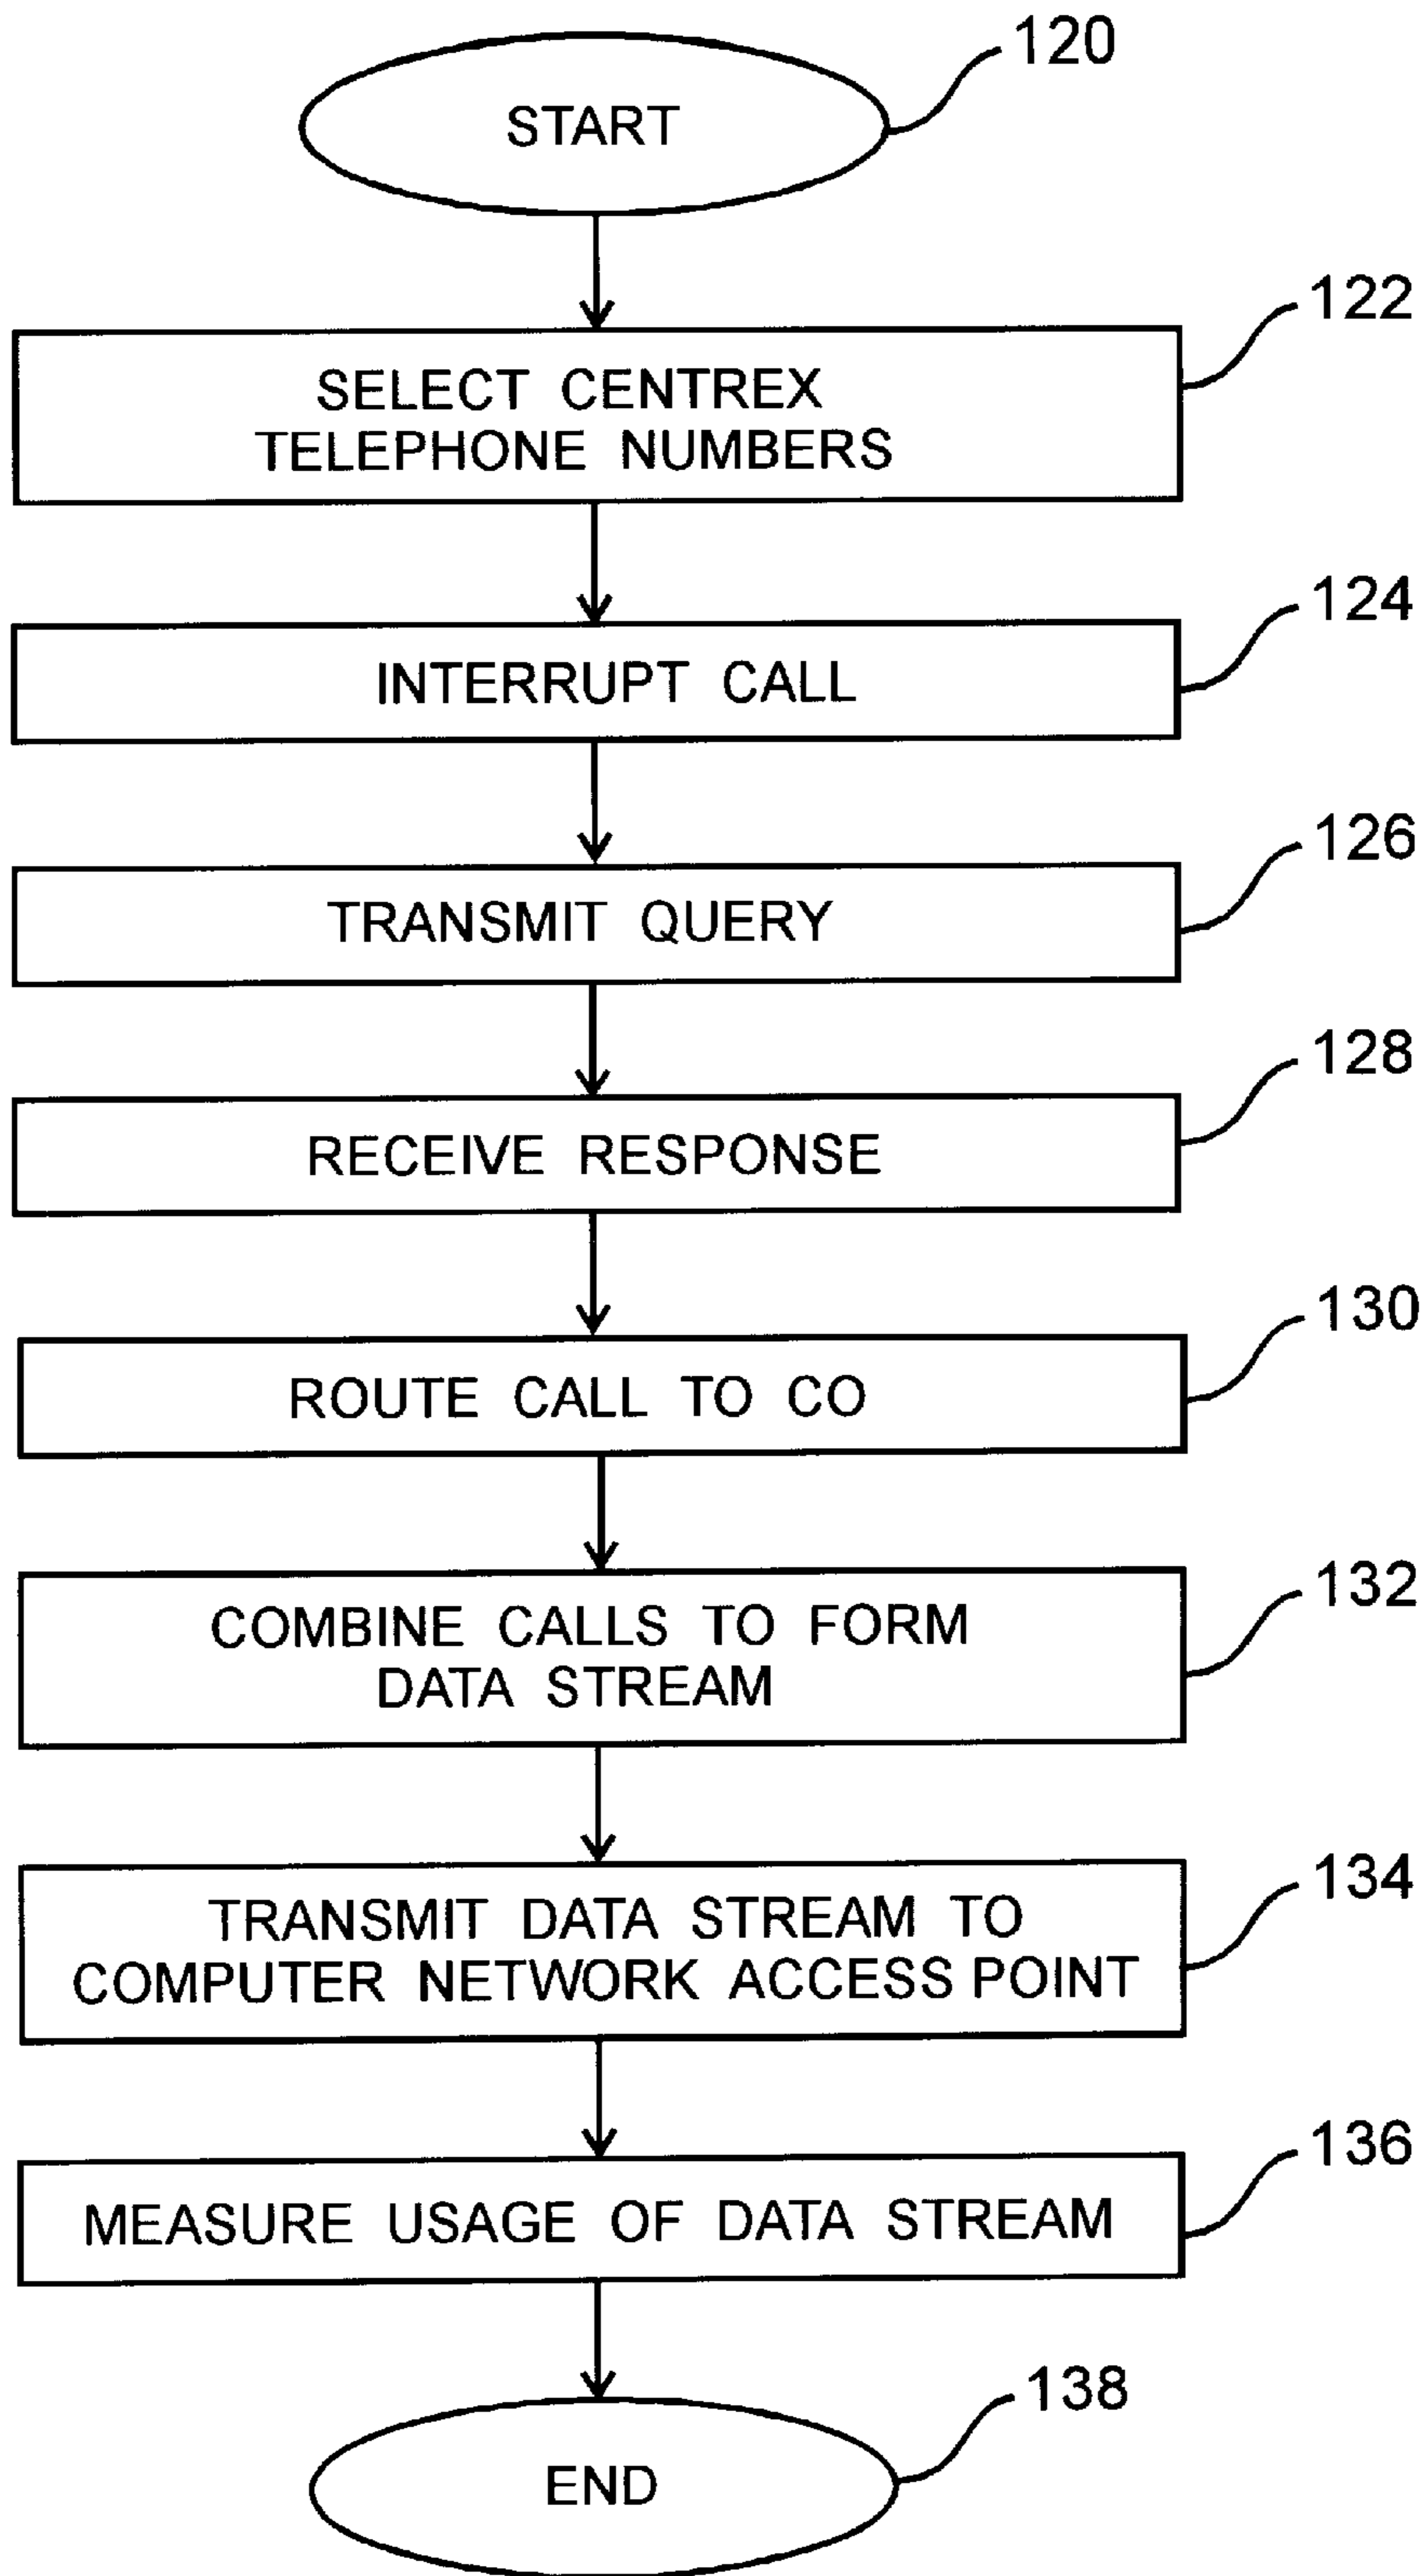 START
120
SELECT CENTREX
TELEPHONE NUMBERS
122
INTERRUPT CALL
124
TRANSMIT QUERY
126
RECEIVE RESPONSE
128
ROUTE CALL TO CO
130
COMBINE CALLS TO FORM
DATA STREAM
132
TRANSMIT DATA STREAM TO
COMPUTER NETWORK ACCESS POINT
134
MEASURE USAGE OF DATA STREAM
136
END
138